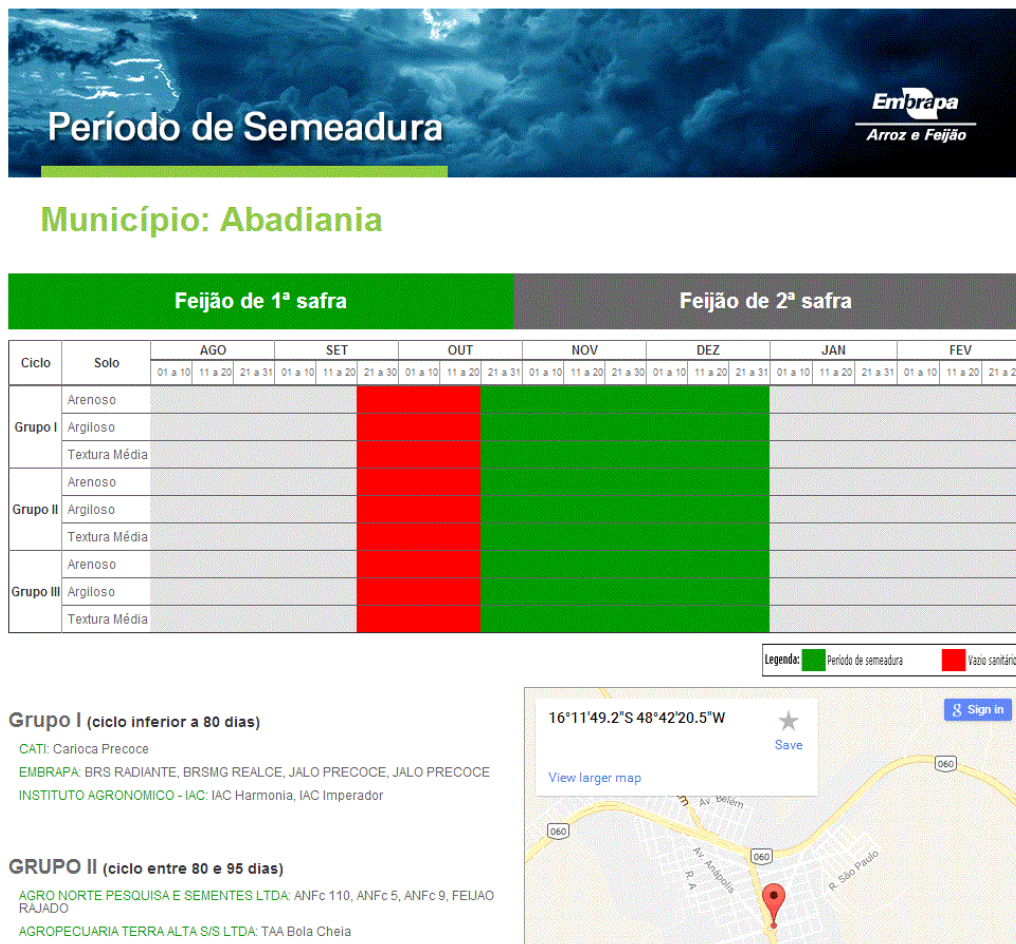 Período de Semeadura
Embrapa
Arroz e Feijão
Município: Abadiania
Feijão de 1ª safra
Feijão de 2ª safra
Ciclo Solo AGO SET OUT NOV DEZ JAN FEV
01 a 10 11 a 20 21 a 31 01 a 10 11 a 20 21 a 30 01 a 10 11 a 20 21 a 31 01 a 10 11 a 20 21 a 30 01 a 10 11 a 20 21 a 31 01 a 10 11 a 20 21 a 31 01 a 10 11 a 20 21 a 2
Grupo I
Arenoso
Argiloso
Textura Média
Grupo II
Arenoso
Argiloso
Textura Média
Grupo III
Arenoso
Argiloso
Textura Média
Legenda: Período de semeadura Vazio sanitário
Grupo I (ciclo inferior a 80 dias)
CATI: Carioca Precoce
EMBRAPA: BRS RADIANTE, BRSMG REALCE, JALO PRECOCE, JALO PRECOCE
INSTITUTO AGRONOMICO - IAC: IAC Harmonia, IAC Imperador
GRUPO II (ciclo entre 80 e 95 dias)
AGRO NORTE PESQUISA E SEMENTES LTDA: ANFc 110, ANFc 5, ANFc 9, FEIJAO
RAJADO
AGROPECUARIA TERRA ALTA S/S LTDA: TAA Bola Cheia
16°11'49.2"S 48°42'20.5"W
Save
View larger map
8 Sign in
060
Av. Belém
060
060
Av. Anápolis
R. A
R. São Paulo